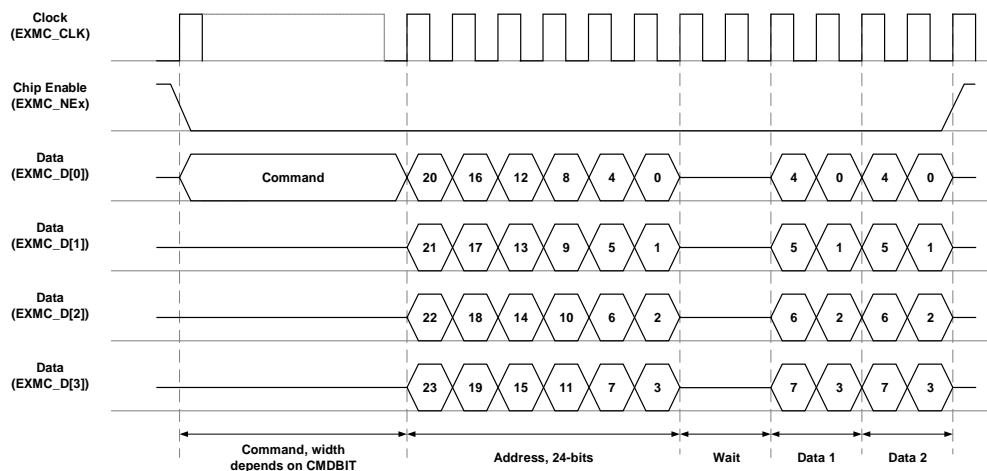 Clock
(EXMC_CLK)
Chip Enable
(EXMC_NEx)
Data
(EXMC_D[0])
Command 20 16 12 8 4 0 4 0 4 0
Data
(EXMC_D[1])
21 17 13 9 5 1 5 1 5 1
Data
(EXMC_D[2])
22 18 14 10 6 2 6 2 6 2
Data
(EXMC_D[3])
23 19 15 11 7 3 7 3 7 3
Command, width
depends on CMDBIT
Address, 24-bits
Wait
Data 1
Data 2